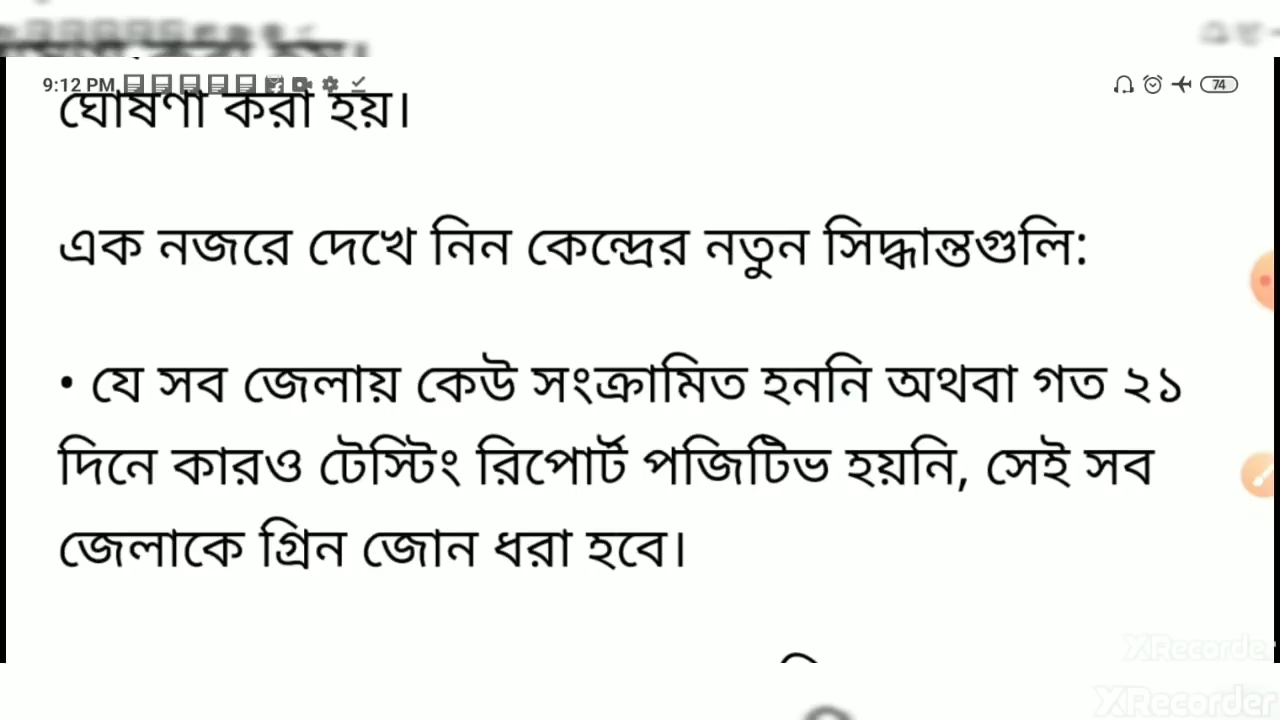 9:12 PM
74
ঘোষণা করা হয়।
এক নজরে দেখে নিন কেন্দ্রের নতুন সিদ্ধান্তগুলি:
• যে সব জেলায় কেউ সংক্রামিত হননি অথবা গত ২১
দিনে কারও টেস্টিং রিপোর্ট পজিটিভ হয়নি, সেই সব
জেলাকে গ্রিন জোন ধরা হবে।
XRecorder
XRecorder